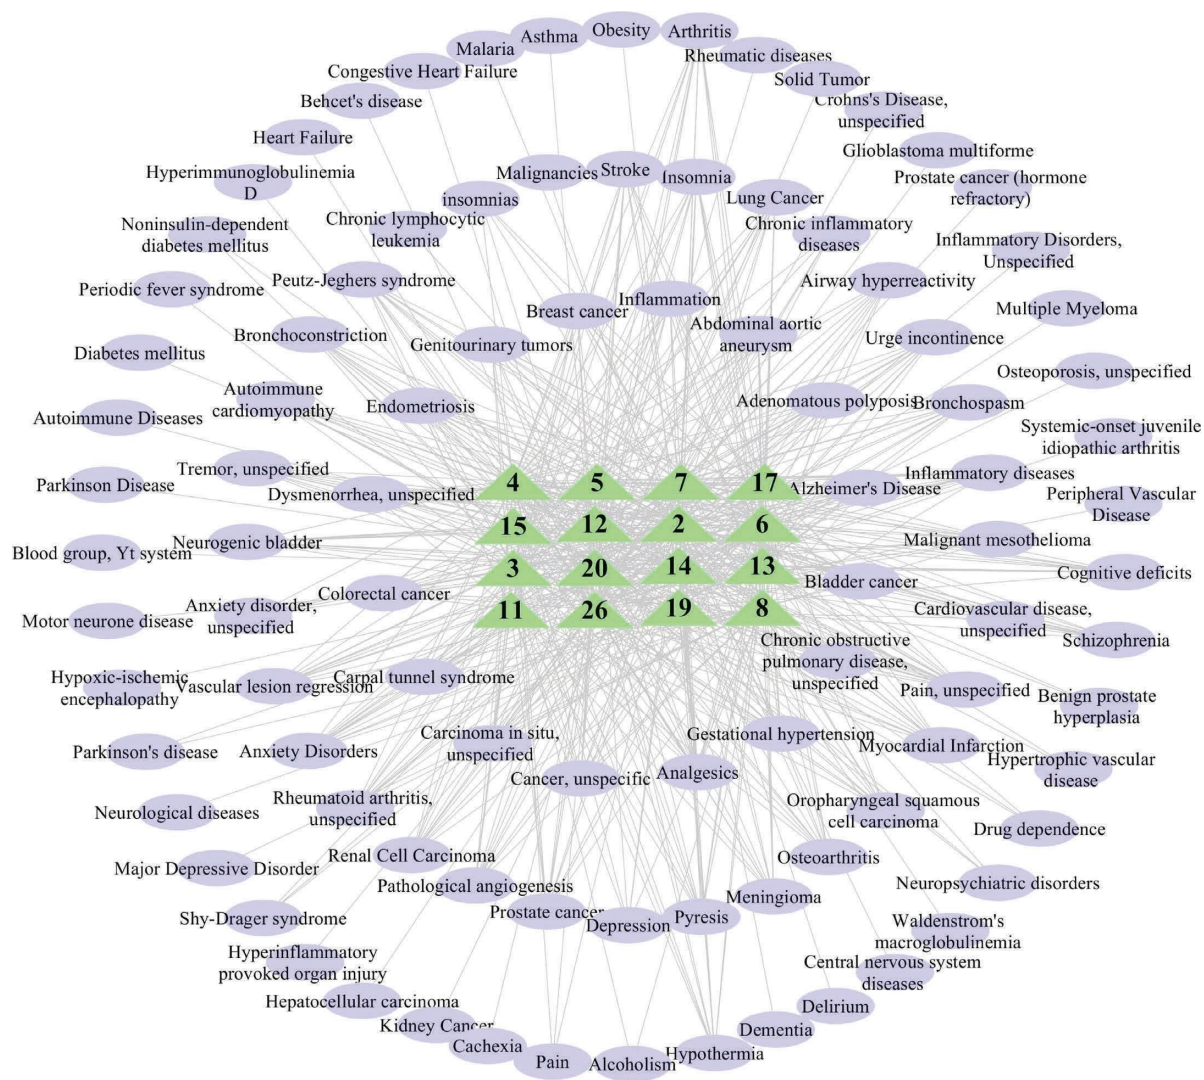 Obesity
Arthritis
Asthma
Malaria
Rheumatic diseases
Congestive Heart Failure
Solid Tumor
Behcet's disease
Crohns's Disease,
unspecified
Heart Failure
Glioblastoma multiforme
Hyperimmunoglobulinemia
D
Malignancies
Stroke
Insomnia
Prostate cancer (hormone
refractory)
insomnias
Lung Cancer
Noninsulin-dependent
diabetes mellitus
Chronic lymphocytic
leukemia
Chronic inflammatory
diseases
Inflammatory Disorders,
Unspecified
Periodic fever syndrome
Peutz-Jeghers syndrome
Airway hyperreactivity
Breast cancer
Inflammation
Multiple Myeloma
Bronchoconstriction
Genitourinary tumors
Abdominal aortic
aneurysm
Urge incontinence
Diabetes mellitus
Osteoporosis, unspecified
Autoimmune
cardiomyopathy
Endometriosis
Adenomatous polyposis
Bronchospasm
Autoimmune Diseases
Systemic-onset juvenile
idiopathic arthritis
Tremor, unspecified
Inflammatory diseases
Parkinson Disease
Dysmenorrhea, unspecified
4
5
7
17
Alzheimer's Disease
Peripheral Vascular
Disease
15
12
2
6
Neurogenic bladder
Malignant mesothelioma
Blood group, Yt system
3
20
14
13
Bladder cancer
Cognitive deficits
Colorectal cancer
11
26
19
8
Motor neurone disease
Anxiety disorder,
unspecified
Cardiovascular disease,
unspecified
Schizophrenia
Chronic obstructive
pulmonary disease,
unspecified
Hypoxic-ischemic
encephalopathy
Vascular lesion regression
Carpal tunnel syndrome
Pain, unspecified
Benign prostate
hyperplasia
Carcinoma in situ,
unspecified
Gestational hypertension
Parkinson's disease
Anxiety Disorders
Myocardial Infarction
Hypertrophic vascular
disease
Cancer, unspecific
Analgesics
Neurological diseases
Rheumatoid arthritis,
unspecified
Oropharyngeal squamous
cell carcinoma
Drug dependence
Major Depressive Disorder
Renal Cell Carcinoma
Osteoarthritis
Pathological angiogenesis
Neuropsychiatric disorders
Meningioma
Shy-Drager syndrome
Prostate cancer
Depression
Pyresis
Waldenstrom's
macroglobulinemia
Hyperinflammatory
provoked organ injury
Central nervous system
diseases
Hepatocellular carcinoma
Delirium
Kidney Cancer
Dementia
Cachexia
Pain
Alcoholism
Hypothermia